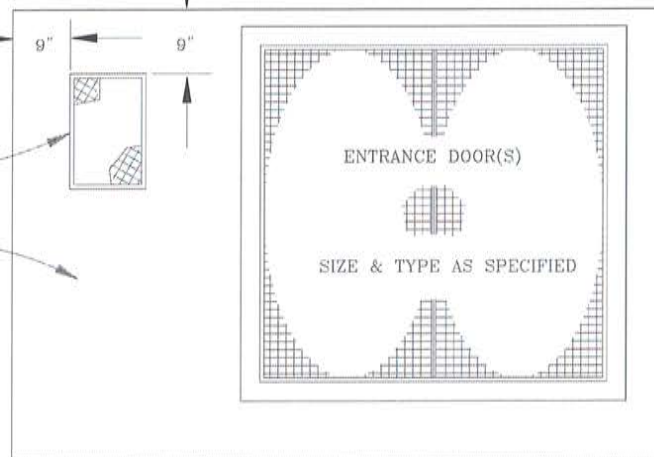 9" 9"
ENTRANCE DOOR(S)
SIZE & TYPE AS SPECIFIED